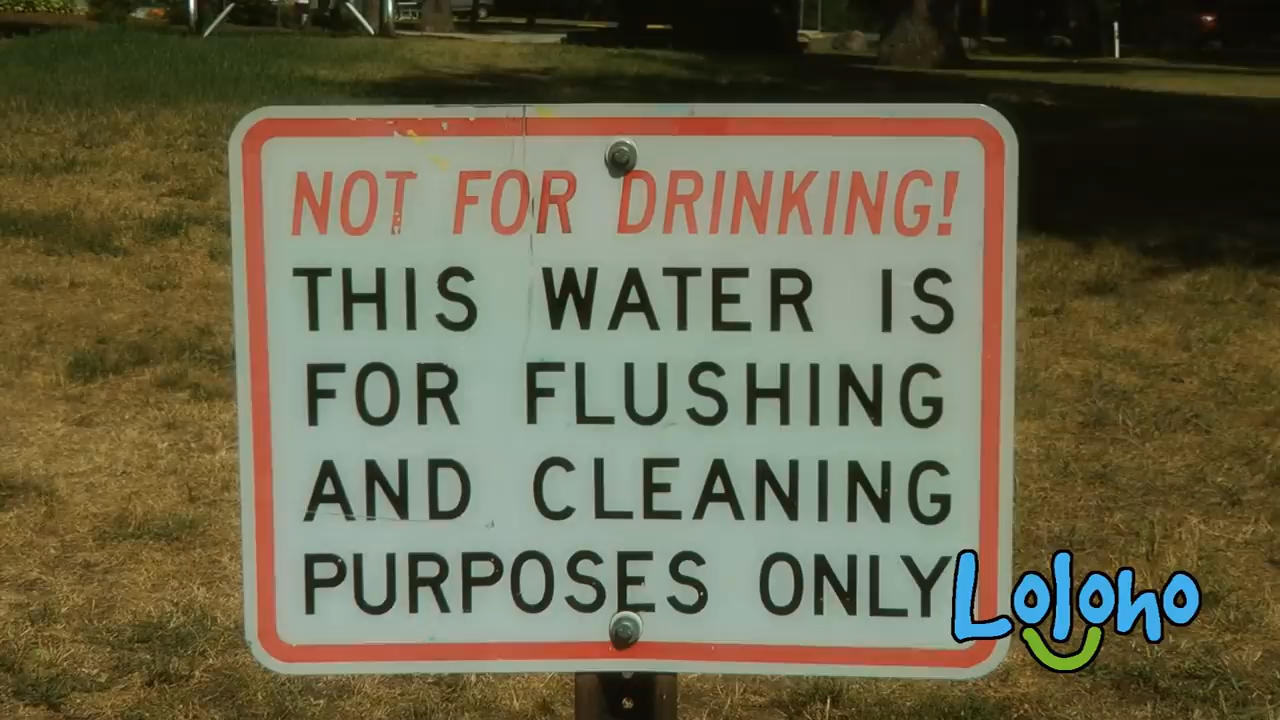 NOT FOR DRINKING!
THIS WATER IS
FOR FLUSHING
AND CLEANING
PURPOSES ONLY
Loloho